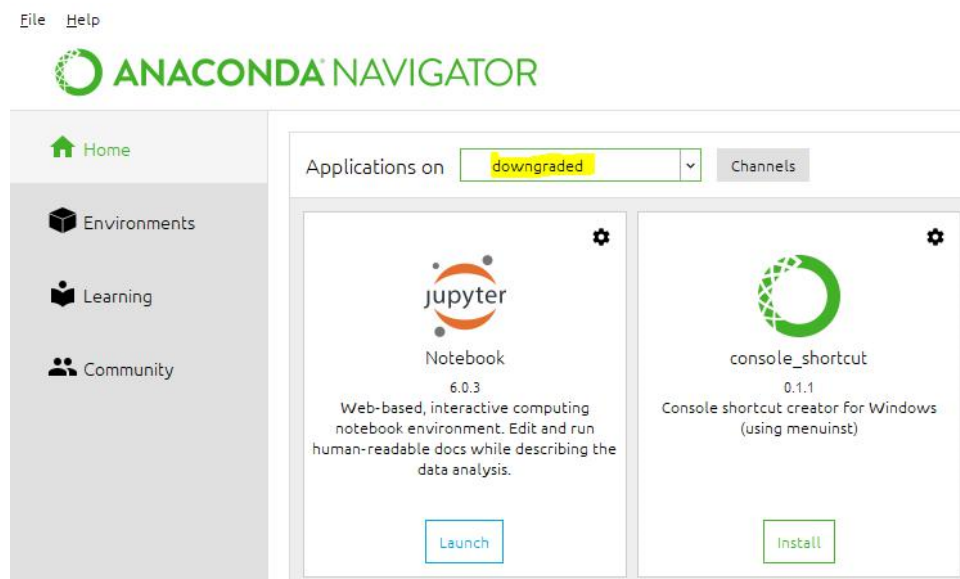 File Help
ANACONDA NAVIGATOR
Home
Environments
Learning
Community
Applications on downgraded Channels
jupyter
Notebook
6.0.3
Web-based, interactive computing
notebook environment. Edit and run
human-readable docs while describing the
data analysis.
Launch
console_shortcut
0.1.1
Console shortcut creator for Windows
(using menuinst)
Install